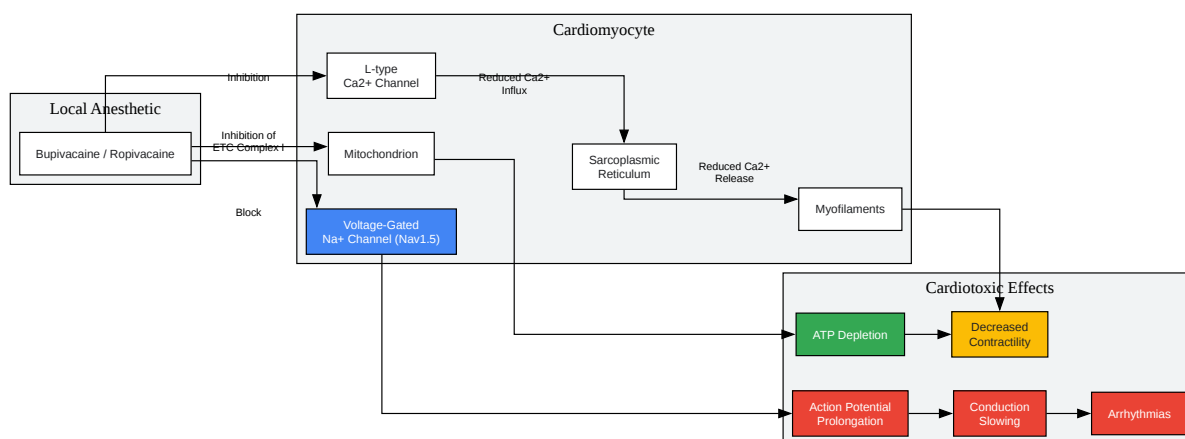 Cardiomyocyte
L-type
Ca2+ Channel
Inhibition
Reduced Ca2+
Influx
Local Anesthetic
Bupivacaine / Ropivacaine
Inhibition of
ETC Complex I
Mitochondrion
Sarcoplasmic
Reticulum
Reduced Ca2+
Release
Myofilaments
Block
Voltage-Gated
Na+ Channel (Nav1.5)
Cardiotoxic Effects
ATP Depletion
Decreased
Contractility
Action Potential
Prolongation
Conduction
Slowing
Arrhythmias